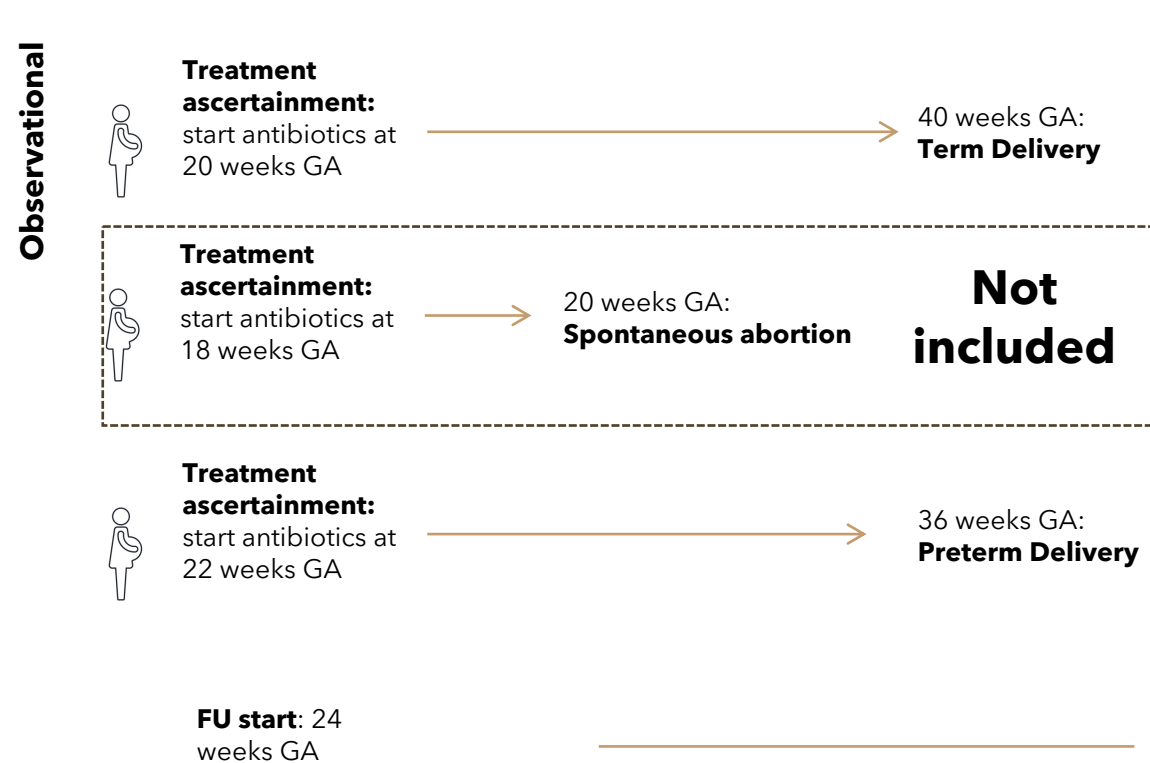 Observational
Treatment
ascertainment:
start antibiotics at
20 weeks GA
40 weeks GA:
Term Delivery
Treatment
ascertainment:
start antibiotics at
18 weeks GA
20 weeks GA:
Spontaneous abortion
Not
included
Treatment
ascertainment:
start antibiotics at
22 weeks GA
36 weeks GA:
Preterm Delivery
FU start: 24
weeks GA